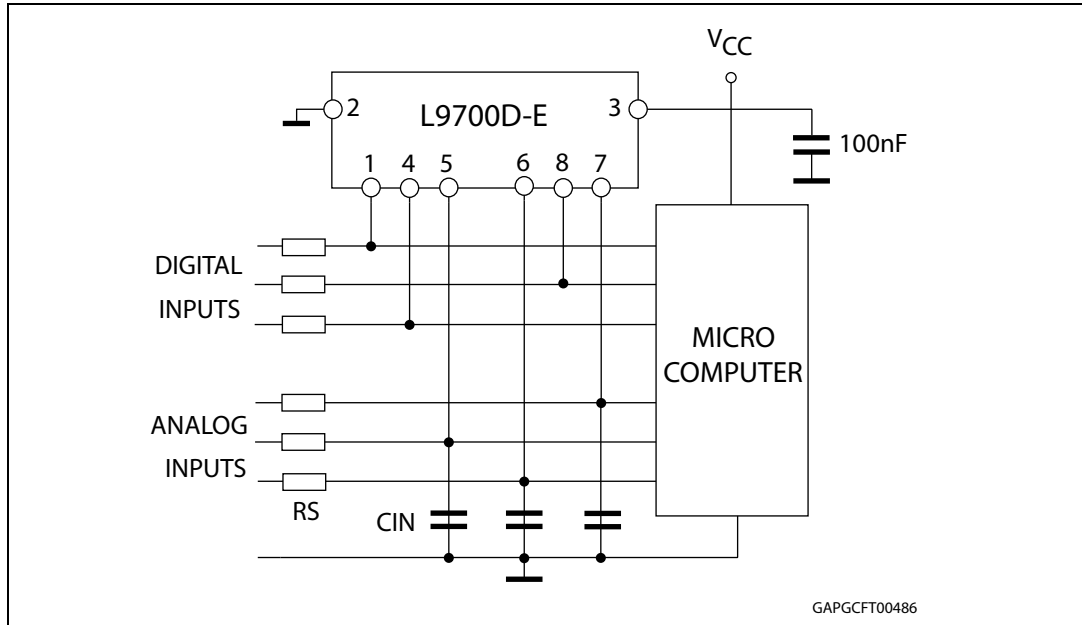 VCC
2
L9700D-E
3
100nF
1 4 5 6 8 7
DIGITAL
INPUTS
MICRO
COMPUTER
ANALOG
INPUTS
RS
CIN
GAPGCFT00486